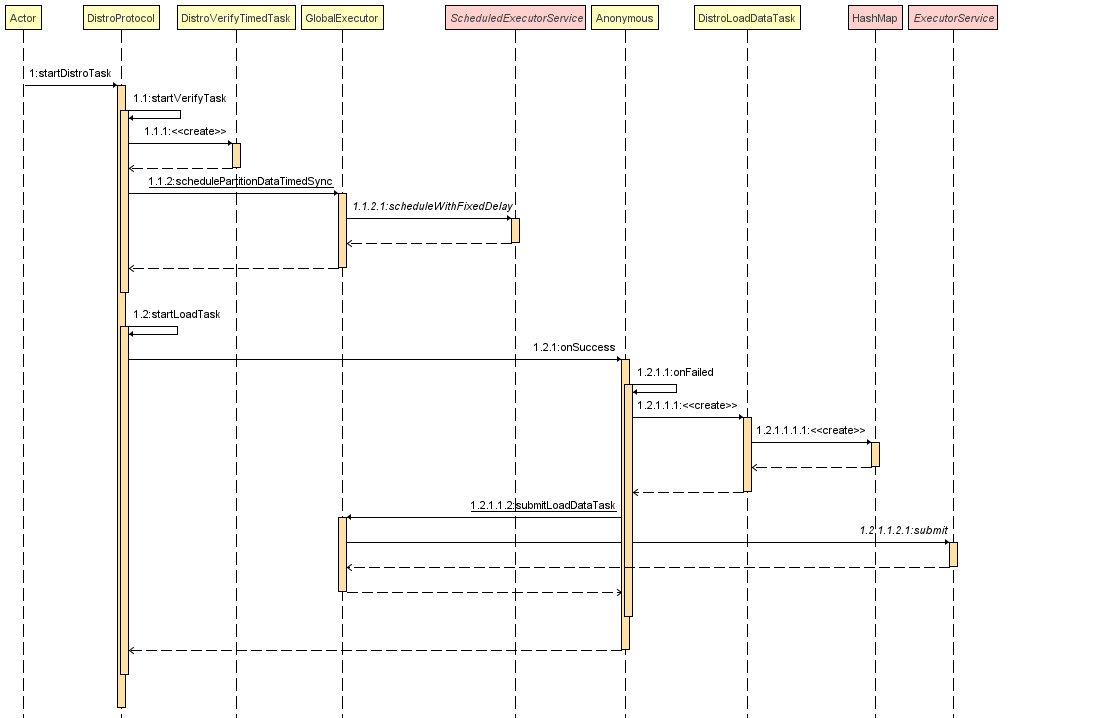 Actor
DistroProtocol
DistroVerifyTimedTask
GlobalExecutor
ScheduledExecutorService
Anonymous
DistroLoadDataTask
HashMap
ExecutorService
1:startDistroTask
1.1:startVerifyTask
1.1.1:<<create>>
1.1.2:schedulePartitionDataTimedSync
1.1.2.1:scheduleWithFixedDelay
1.2:startLoadTask
1.2.1:onSuccess
1.2.1.1:onFailed
1.2.1.1.1:<<create>>
1.2.1.1.1.1:<<create>>
1.2.1.1.2:submitLoadDataTask
1.2.1.1.2.1:submit